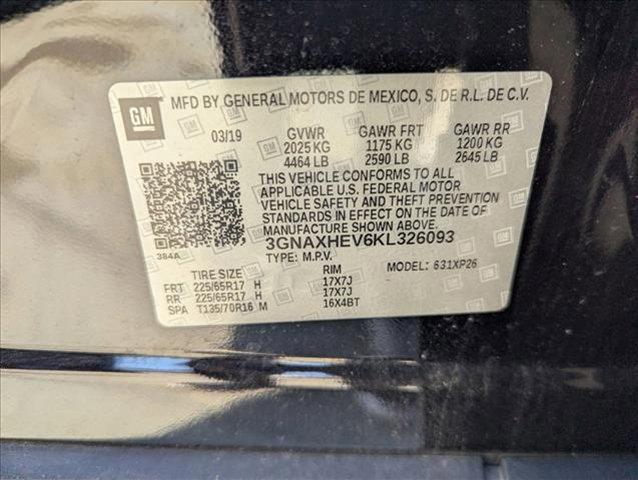 GM
MFD BY GENERAL MOTORS DE MEXICO, S. DE R.L. DE C.V.
03/19 GVWR GAWR FRT GAWR RR
2025 KG 1175 KG 1200 KG
4464 LB 2590 LB 2645 LB
THIS VEHICLE CONFORMS TO ALL
APPLICABLE U.S. FEDERAL MOTOR
VEHICLE SAFETY AND THEFT PREVENTION
STANDARDS IN EFFECT ON THE DATE OF
MANUFACTURE SHOWN ABOVE.
3GNAXHEV6KL326093
384A
TYPE: M.P.V. MODEL: 631XP26
TIRE SIZE RIM
FRT 225/65R17 H 17X7J
RR 225/65R17 H 17X7J
SPA T135/70R16 M 16X4BT